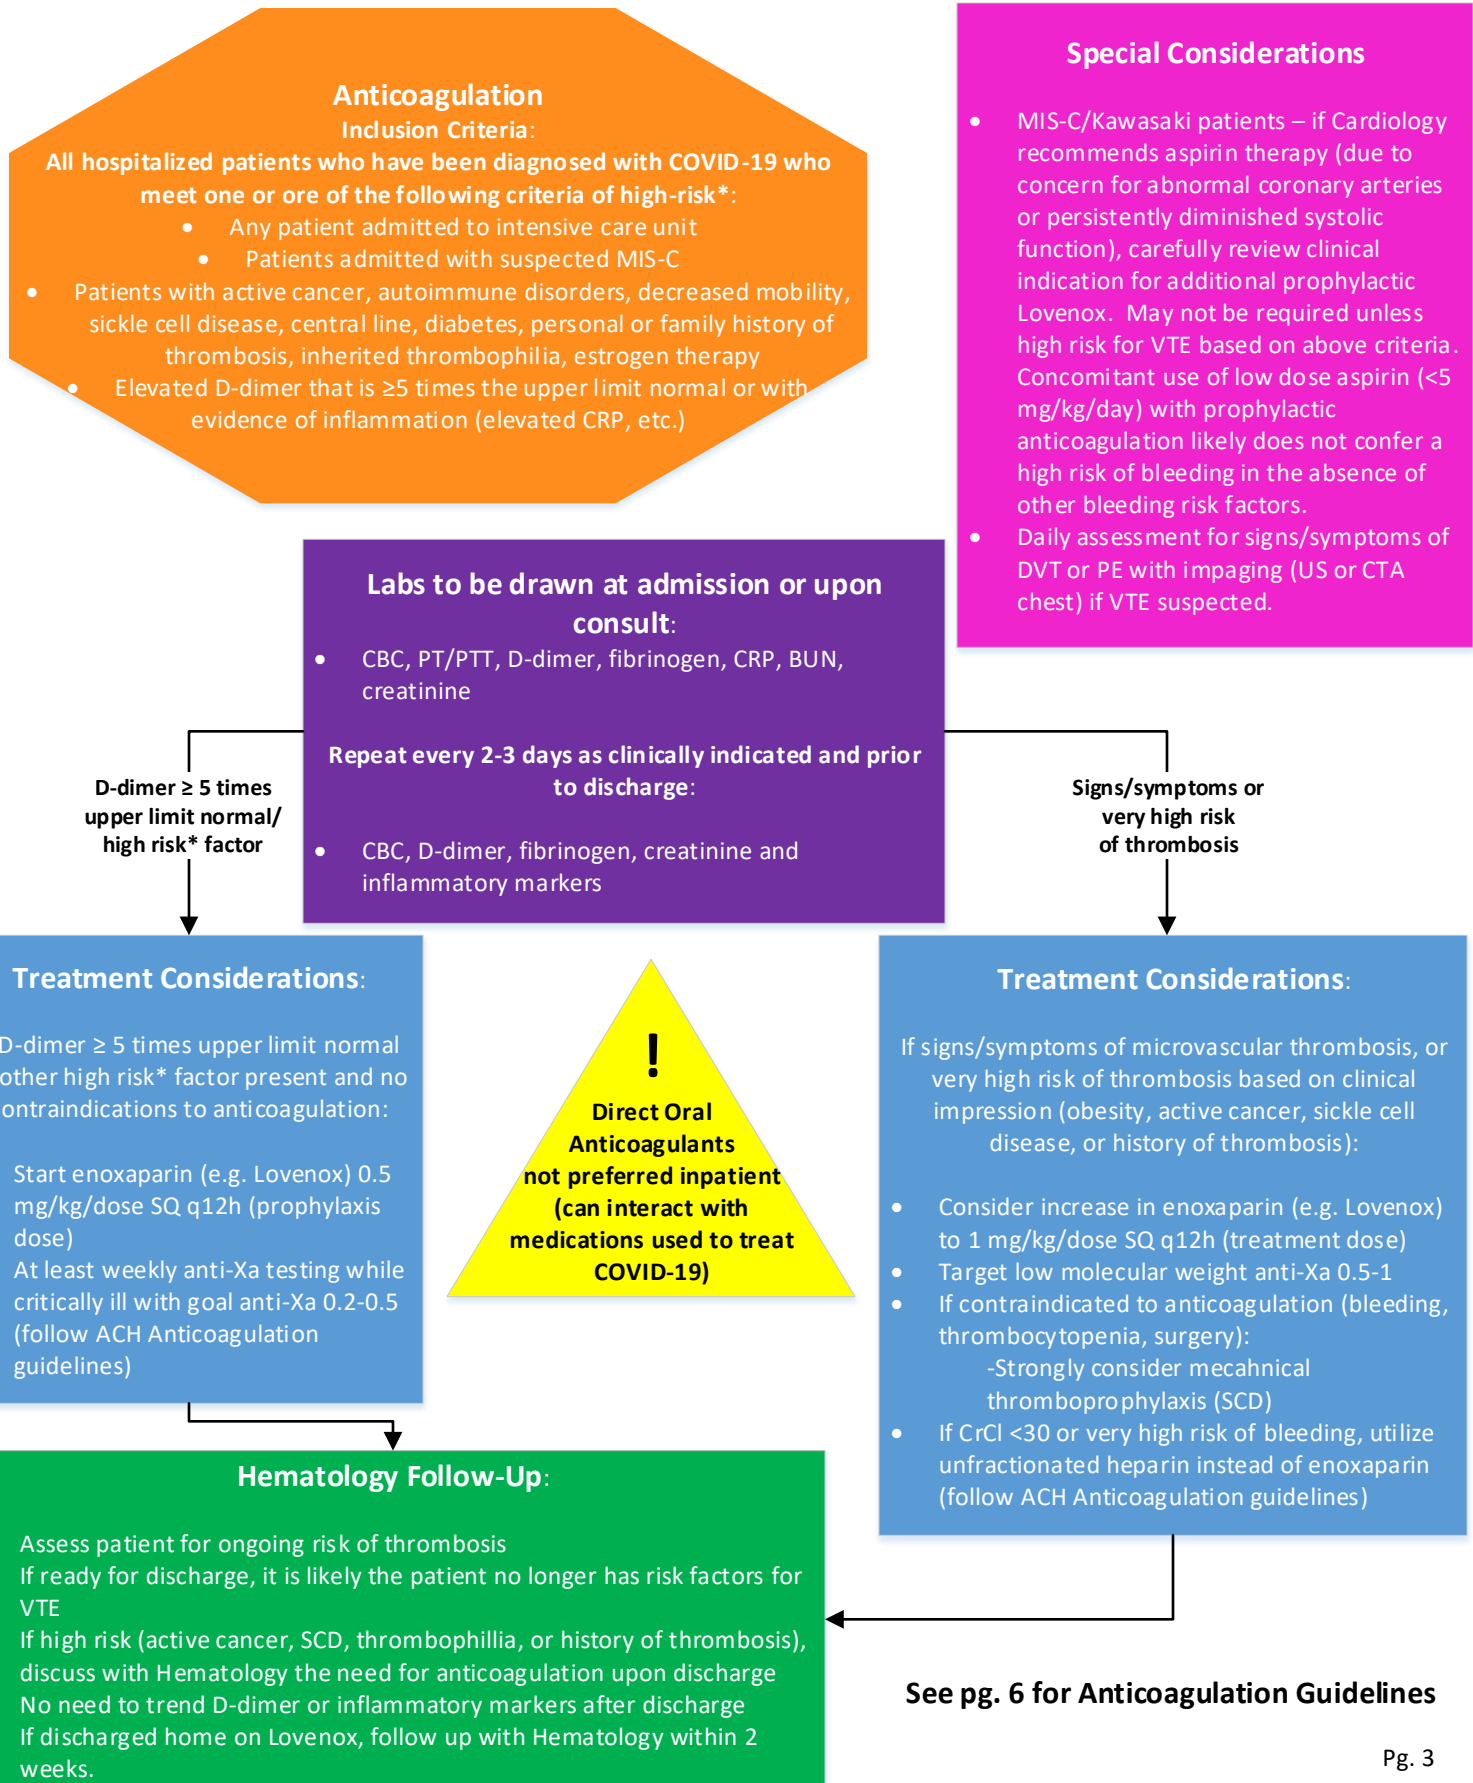 Anticoagulation
Inclusion Criteria:
All hospitalized patients who have been diagnosed with COVID-19 who
meet one or ore of the following criteria of high-risk*:
• Any patient admitted to intensive care unit
• Patients admitted with suspected MIS-C
• Patients with active cancer, autoimmune disorders, decreased mobility,
sickle cell disease, central line, diabetes, personal or family history of
thrombosis, inherited thrombophilia, estrogen therapy
• Elevated D-dimer that is ≥5 times the upper limit normal or with
evidence of inflammation (elevated CRP, etc.)
Special Considerations
• MIS-C/Kawasaki patients – if Cardiology
recommends aspirin therapy (due to
concern for abnormal coronary arteries
or persistently diminished systolic
function), carefully review clinical
indication for additional prophylactic
Lovenox. May not be required unless
high risk for VTE based on above criteria.
Concomitant use of low dose aspirin (<5
mg/kg/day) with prophylactic
anticoagulation likely does not confer a
high risk of bleeding in the absence of
other bleeding risk factors.
• Daily assessment for signs/symptoms of
DVT or PE with impaging (US or CTA
chest) if VTE suspected.
Labs to be drawn at admission or upon
consult:
• CBC, PT/PTT, D-dimer, fibrinogen, CRP, BUN,
creatinine
Repeat every 2-3 days as clinically indicated and prior
to discharge:
• CBC, D-dimer, fibrinogen, creatinine and
inflammatory markers
D-dimer ≥ 5 times
upper limit normal/
high risk* factor
Signs/symptoms or
very high risk
of thrombosis
Treatment Considerations:
D-dimer ≥ 5 times upper limit normal
other high risk* factor present and no
ontraindications to anticoagulation:
Start enoxaparin (e.g. Lovenox) 0.5
mg/kg/dose SQ q12h (prophylaxis
dose)
At least weekly anti-Xa testing while
critically ill with goal anti-Xa 0.2-0.5
(follow ACH Anticoagulation
guidelines)
!
Direct Oral
Anticoagulants
not preferred inpatient
(can interact with
medications used to treat
COVID-19)
Treatment Considerations:
If signs/symptoms of microvascular thrombosis, or
very high risk of thrombosis based on clinical
impression (obesity, active cancer, sickle cell
disease, or history of thrombosis):
• Consider increase in enoxaparin (e.g. Lovenox)
to 1 mg/kg/dose SQ q12h (treatment dose)
• Target low molecular weight anti-Xa 0.5-1
• If contraindicated to anticoagulation (bleeding,
thrombocytopenia, surgery):
-Strongly consider mecahnical
thromboprophylaxis (SCD)
• If CrCl <30 or very high risk of bleeding, utilize
unfractionated heparin instead of enoxaparin
(follow ACH Anticoagulation guidelines)
Hematology Follow-Up:
Assess patient for ongoing risk of thrombosis
If ready for discharge, it is likely the patient no longer has risk factors for
VTE
If high risk (active cancer, SCD, thrombophillia, or history of thrombosis),
discuss with Hematology the need for anticoagulation upon discharge
No need to trend D-dimer or inflammatory markers after discharge
If discharged home on Lovenox, follow up with Hematology within 2
weeks.
See pg. 6 for Anticoagulation Guidelines
Pg. 3